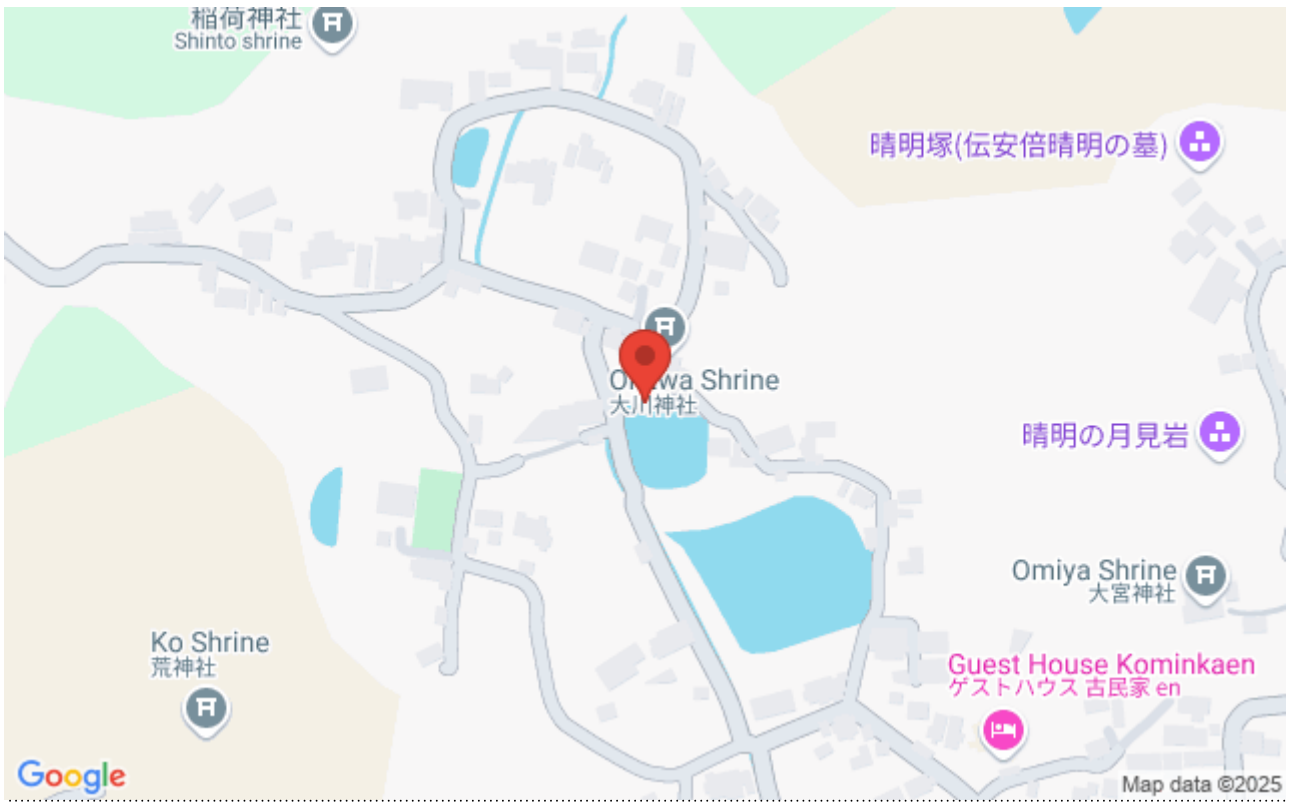 稲荷神社
Shinto shrine
晴明塚(伝安倍晴明の墓)
Shrine
大川神社
晴明の月見岩
Omiya Shrine
大宮神社
Ko Shrine
荒神社
Guest House Kominkaen
ゲストハウス 古民家 en
Google
Map data ©2025